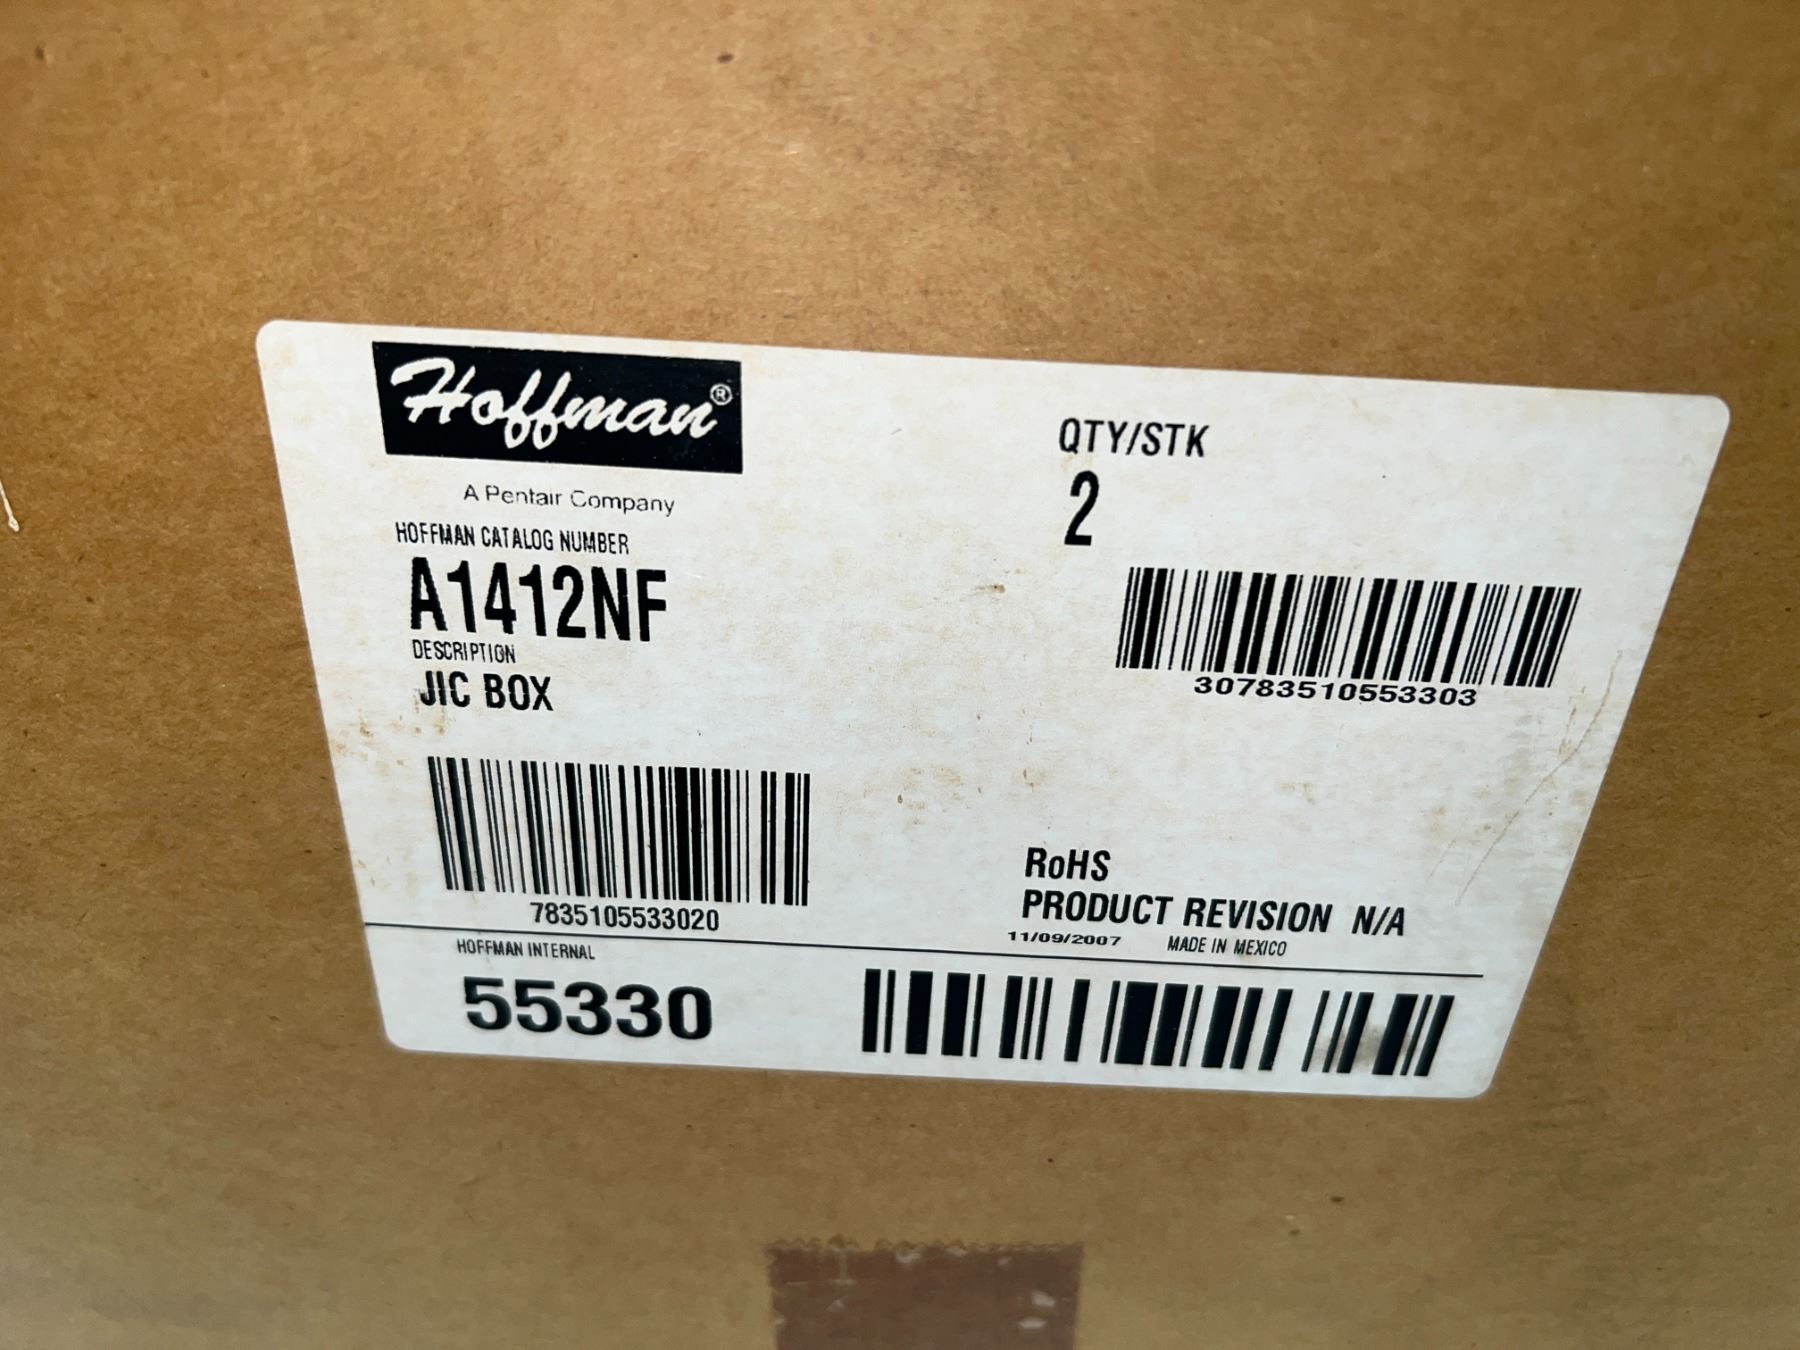 Hoffman®
A Pentair Company
HOFFMAN CATALOG NUMBER
A1412NF
DESCRIPTION
JIC BOX
7835105533020
QTY/STK
2
30783510553303
RoHS
PRODUCT REVISION N/A
11/09/2007 MADE IN MEXICO
HOFFMAN INTERNAL
55330